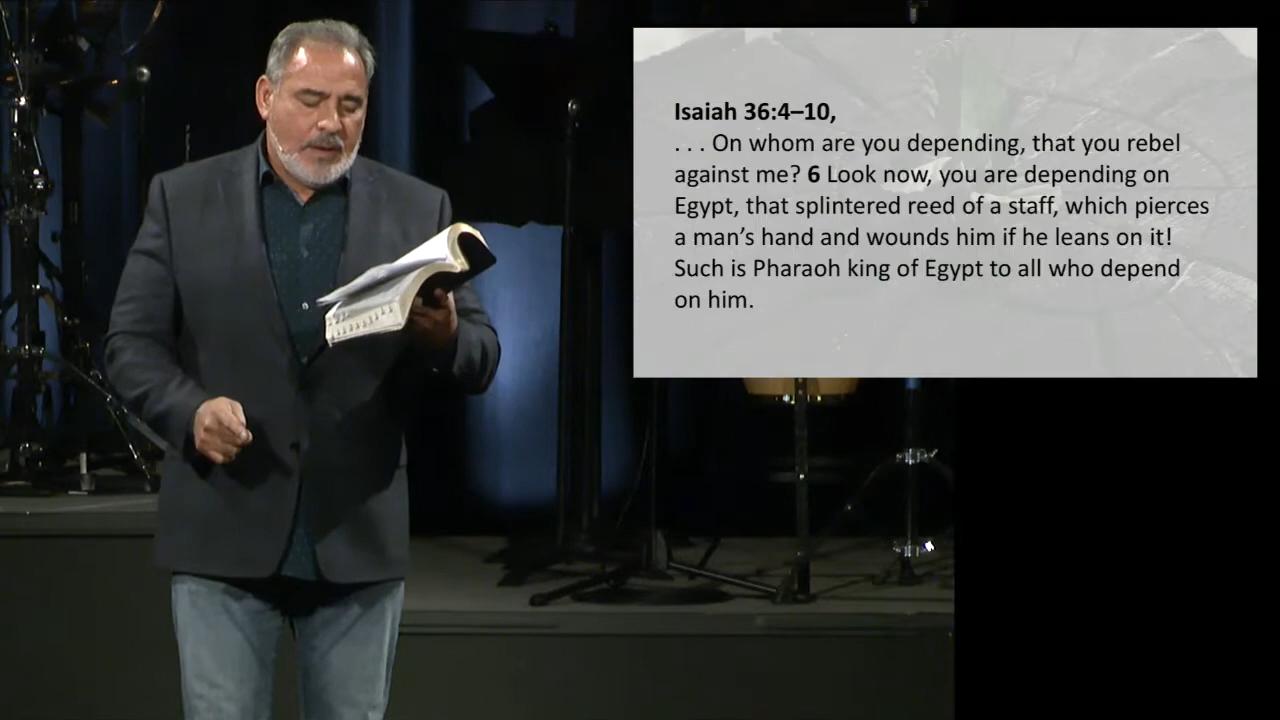 Isaiah 36:4–10,
. . . On whom are you depending, that you rebel
against me? 6 Look now, you are depending on
Egypt, that splintered reed of a staff, which pierces
a man’s hand and wounds him if he leans on it!
Such is Pharaoh king of Egypt to all who depend
on him.